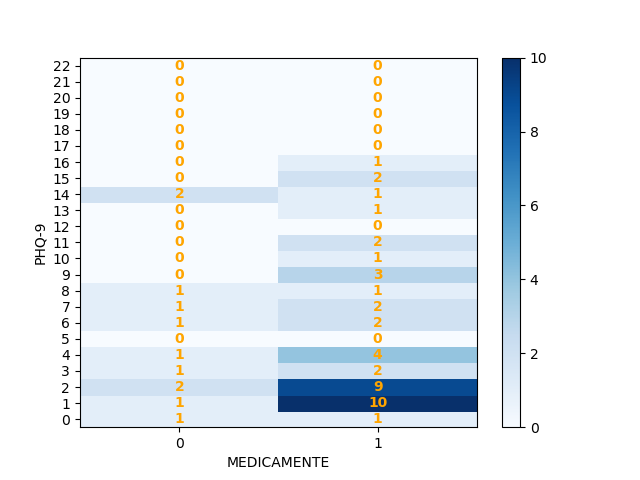 22 0 0 10
21 0 0
20 0 0
19 0 0
18 0 0 8
17 0 0
16 0 1
15 0 2
14 2 1 6
13 0 1
12 0 0
11 0 2
10 0 1
9 0 3 4
8 1 1
7 1 2
6 1 2
5 0 0 2
4 1 4
3 1 2
2 2 9
1 1 10
0 1 1 0
0 1
PHQ-9
MEDICAMENTE